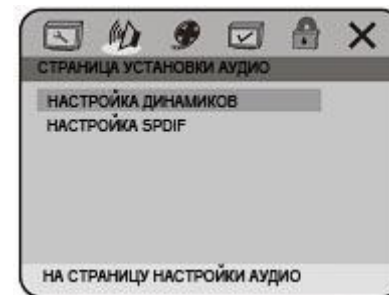 СТРАНИЦА УСТАНОВКИ АУДИО
НАСТРОЙКА ДИНАМИКОВ
НАСТРОЙКА SPDIF
НА СТРАНИЦУ НАСТРОЙКИ АУДИО